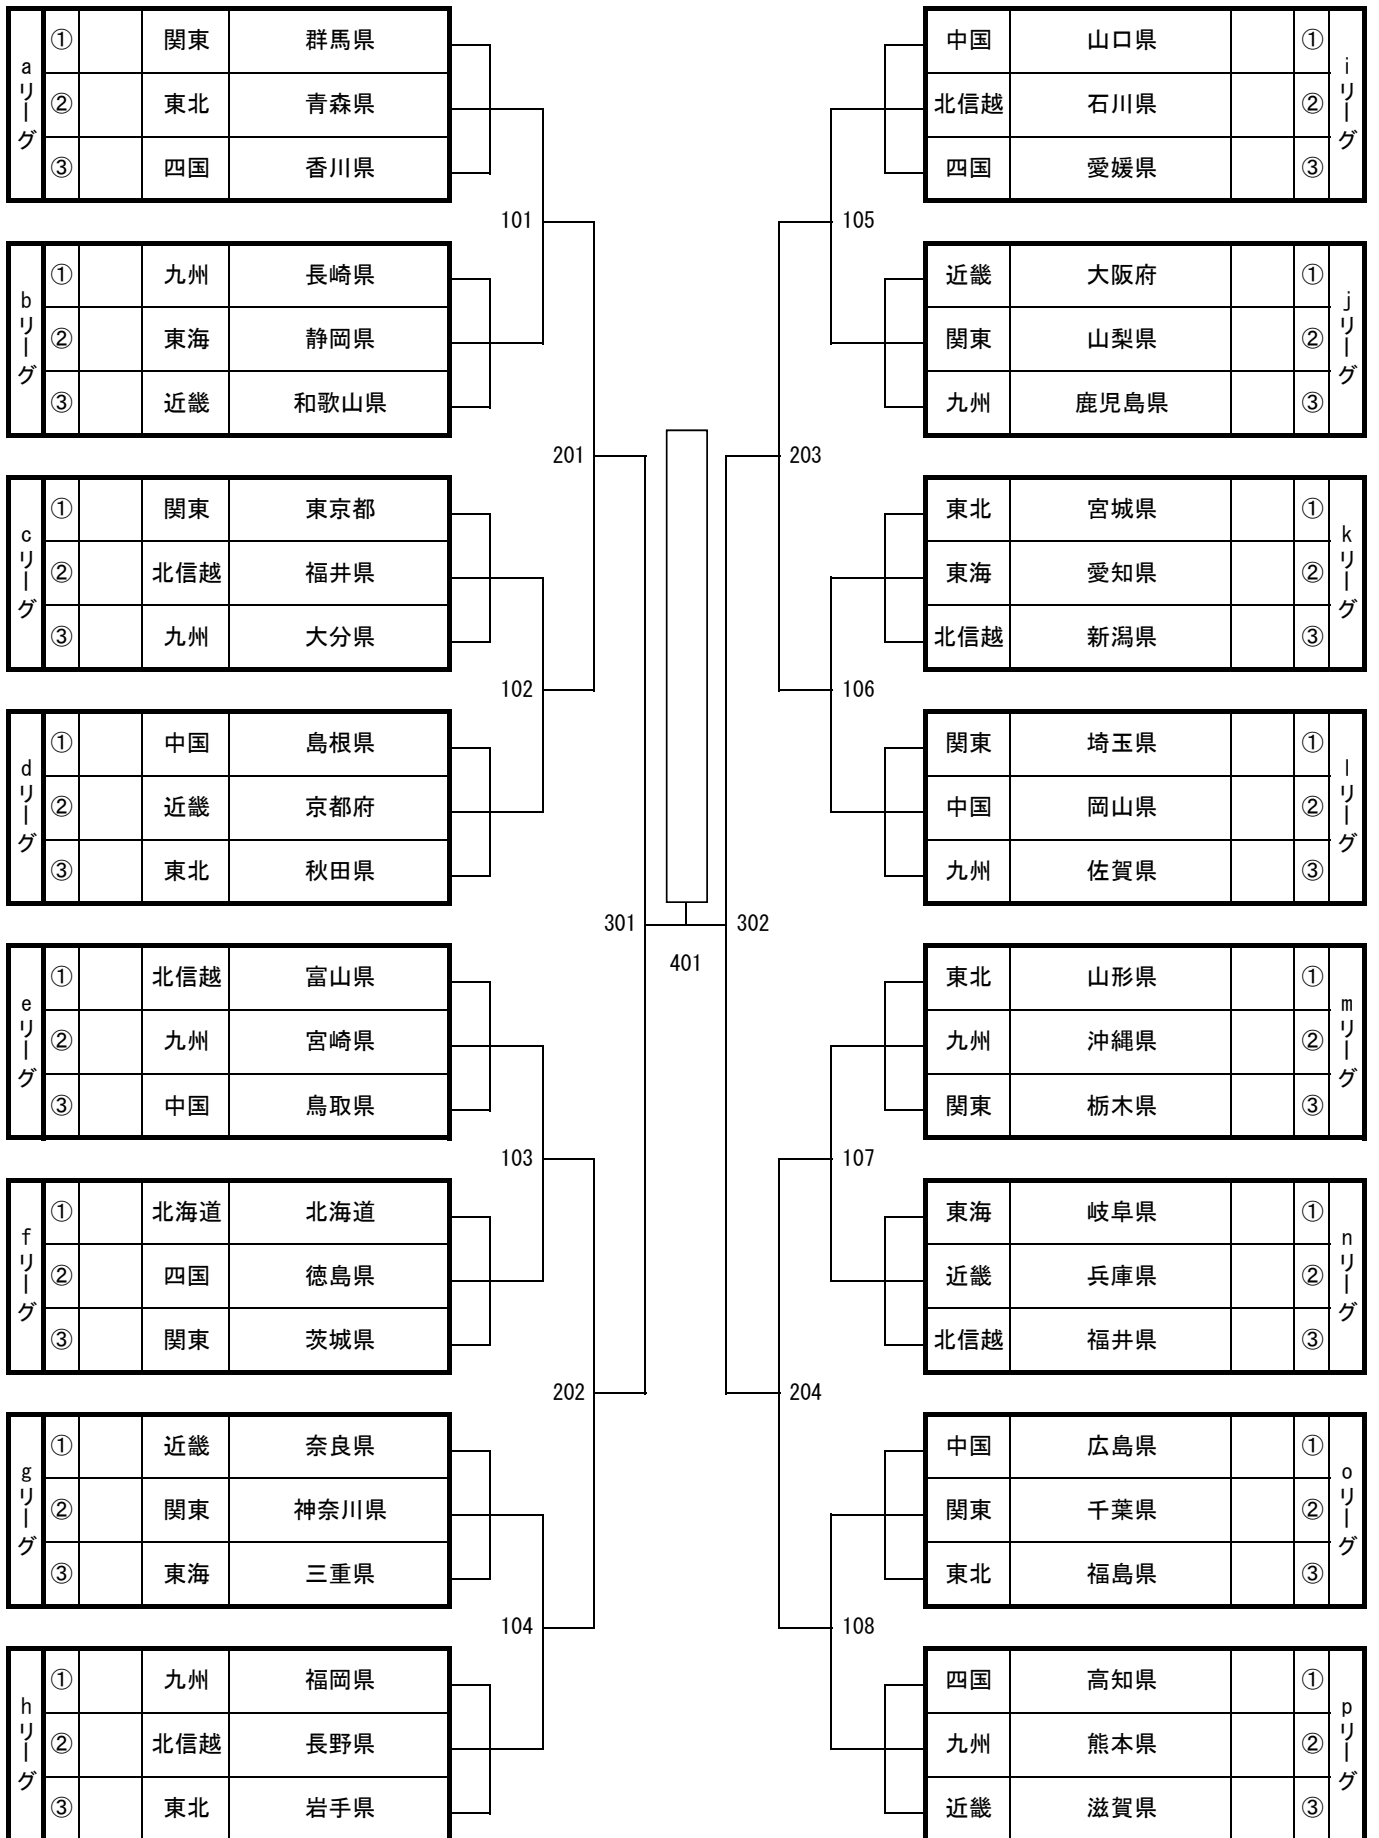 aリーグ
① 関東 群馬県
② 東北 青森県
③ 四国 香川県
101
bリーグ
① 九州 長崎県
② 東海 静岡県
③ 近畿 和歌山県
201
cリーグ
① 関東 東京都
② 北信越 福井県
③ 九州 大分県
102
dリーグ
① 中国 島根県
② 近畿 京都府
③ 東北 秋田県
301
eリーグ
① 北信越 富山県
② 九州 宮崎県
③ 中国 鳥取県
103
fリーグ
① 北海道 北海道
② 四国 徳島県
③ 関東 茨城県
202
gリーグ
① 近畿 奈良県
② 関東 神奈川県
③ 東海 三重県
104
hリーグ
① 九州 福岡県
② 北信越 長野県
③ 東北 岩手県
401
中国 山口県 ①
北信越 石川県 ②
四国 愛媛県 ③
iリーグ
105
近畿 大阪府 ①
関東 山梨県 ②
九州 鹿児島県 ③
jリーグ
203
東北 宮城県 ①
東海 愛知県 ②
北信越 新潟県 ③
kリーグ
106
関東 埼玉県 ①
中国 岡山県 ②
九州 佐賀県 ③
lリーグ
302
東北 山形県 ①
九州 沖縄県 ②
関東 栃木県 ③
mリーグ
107
東海 岐阜県 ①
近畿 兵庫県 ②
北信越 福井県 ③
nリーグ
204
中国 広島県 ①
関東 千葉県 ②
東北 福島県 ③
oリーグ
108
四国 高知県 ①
九州 熊本県 ②
近畿 滋賀県 ③
pリーグ